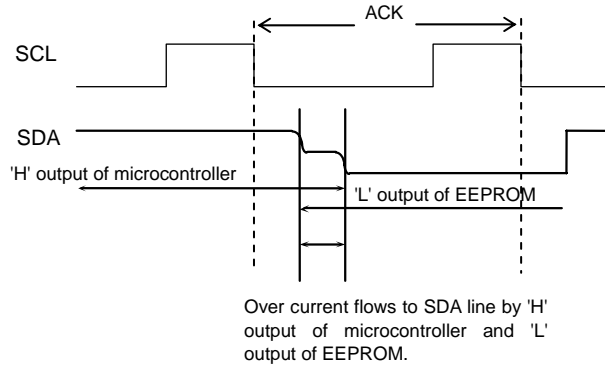 ACK
SCL
SDA
'H' output of microcontroller
'L' output of EEPROM
Over current flows to SDA line by 'H'
output of microcontroller and 'L'
output of EEPROM.